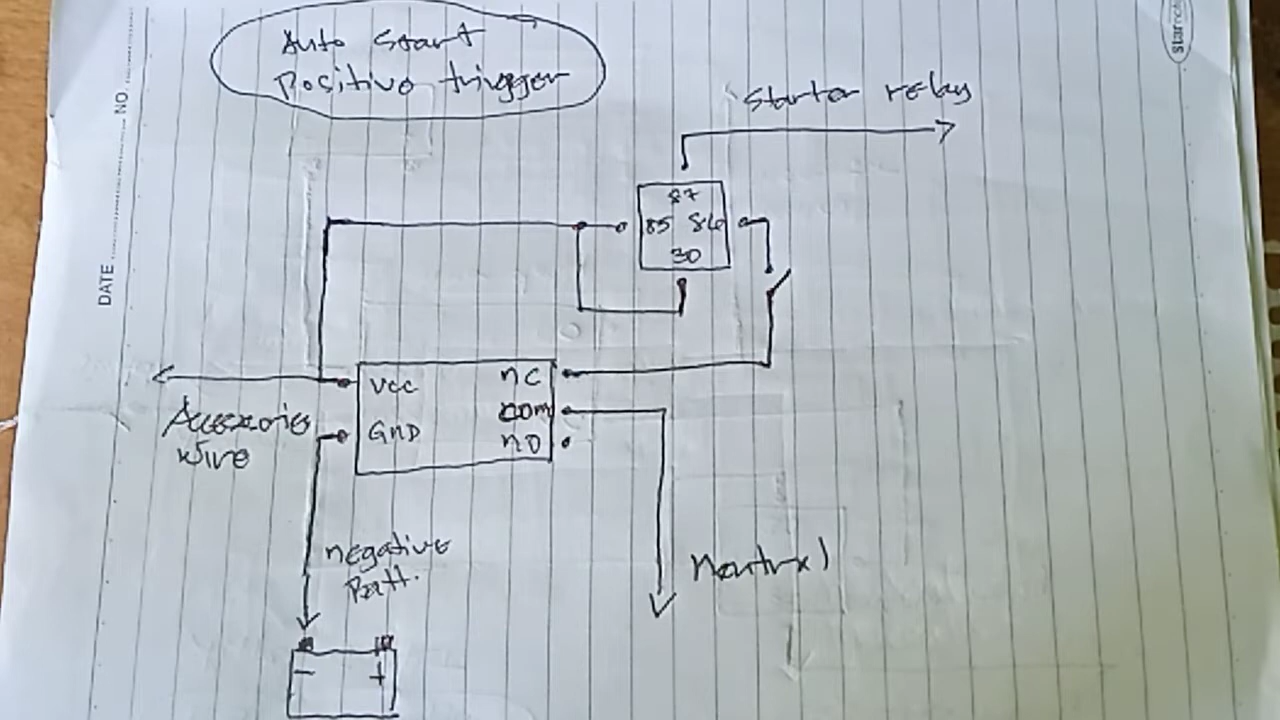 Auto Start
Positive trigger
NO.
DATE
Starter relay
87
85 86
30
VCC
NC
COM
GND
NO
Accessories
wire
negative
Batt.
Neutral
- +